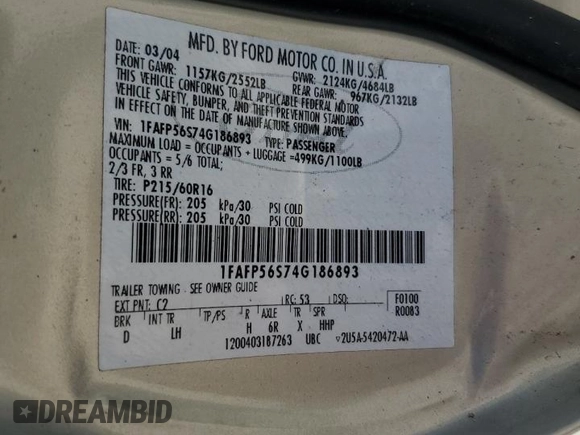 MFD. BY FORD MOTOR CO. IN U.S.A.
DATE: 03/04 GVWR: 2124KG/4684LB
FRONT GAWR: 1157KG/2552LB REAR GAWR: 967KG/2132LB
THIS VEHICLE CONFORMS TO ALL APPLICABLE FEDERAL MOTOR
VEHICLE SAFETY, BUMPER, AND THEFT PREVENTION STANDARDS
IN EFFECT ON THE DATE OF MANUFACTURE SHOWN ABOVE.
VIN: 1FAFP56S74G186893 TYPE: PASSENGER
MAXIMUM LOAD = OCCUPANTS + LUGGAGE = 499KG/1100LB
OCCUPANTS = 5/6 TOTAL;
2/3 FR, 3 RR
TIRE: P215/60R16
PRESSURE(FR): 205 kPa/30 PSI COLD
PRESSURE(RR): 205 kPa/30 PSI COLD
1FAFP56S74G186893
TRAILER TOWING - SEE OWNER GUIDE
EXT PNT: C2 RC: 53 DSO: F0100
BRK INT TR TP/PS R AXLE TR SPR R0083
D LH H 6R X HHP
1200403187263 UBC 2U5A-5420472-AA
DREAMBID